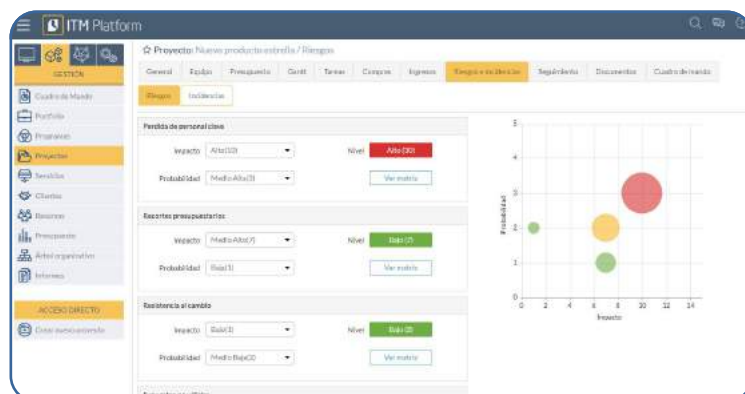 ITM Platform
Proyecto: Nuevo producto estrella / Riesgos
GESTIÓN
General Equipo Presupuesto Gantt Tareas Compras Ingresos Riesgos e incidencias Seguimiento Documentos Cuadro de mando
Cuadro de Mando
Riesgos Incidencias
Portfolio
Programas
Proyectos
Servicios
Clientes
Recursos
Presupuesto
Árbol organizativo
Informes
ACCESO DIRECTO
Crear nuevo proyecto
Perdida de personal clave
Impacto Alto(10) Nivel Alto (30)
Probabilidad Medio Alto(3) Ver matriz
Recortes presupuestarios
Impacto Medio Alto(7) Nivel Bajo (7)
Probabilidad Bajo(1) Ver matriz
Resistencia al cambio
Impacto Bajo(1) Nivel Bajo (2)
Probabilidad Medio Bajo(2) Ver matriz
Probabilidad
5
4
3
2
1
0
0 2 4 6 8 10 12 14
Impacto